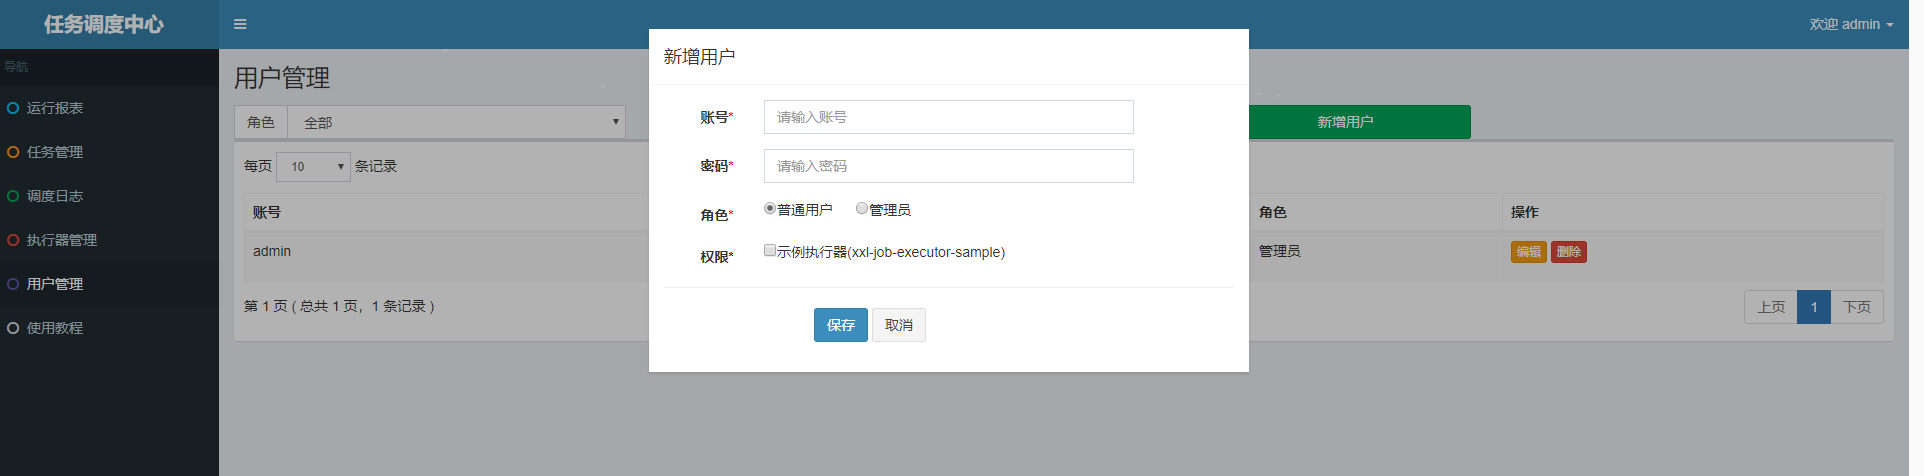 任务调度中心
欢迎 admin
导航
运行报表
任务管理
调度日志
执行器管理
用户管理
使用教程
用户管理
角色 全部
新增用户
每页 10 条记录
账号 角色 操作
admin 管理员 编辑 删除
第 1 页 ( 总共 1 页，1 条记录 )
上页 1 下页
新增用户
账号* 请输入账号
密码* 请输入密码
角色* 普通用户 管理员
权限* 示例执行器(xxl-job-executor-sample)
保存 取消